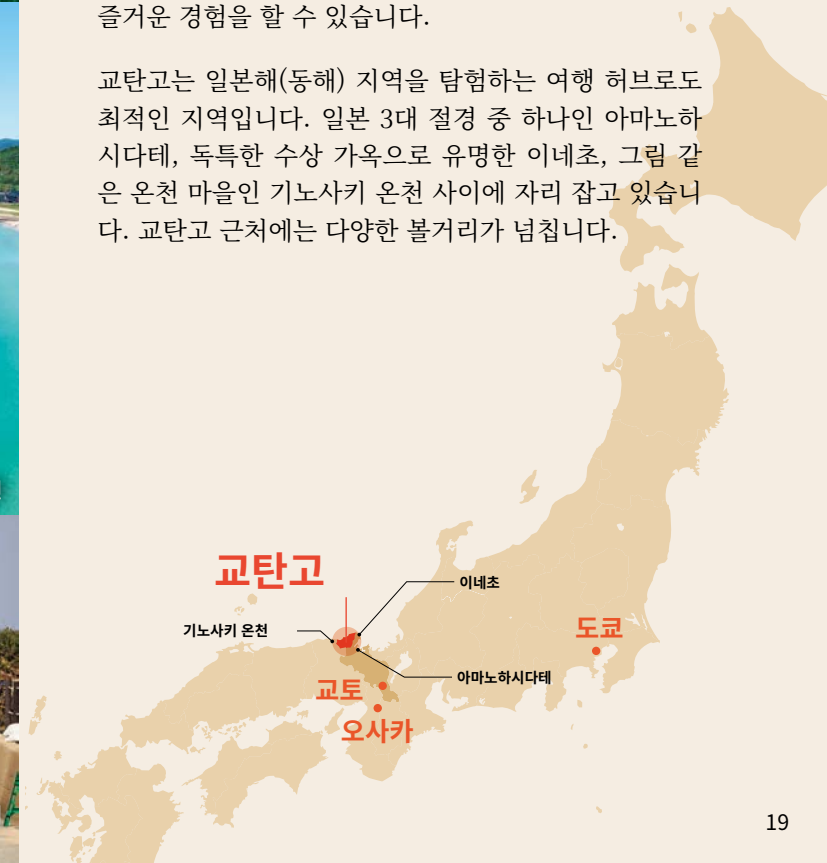 즐거운 경험을 할 수 있습니다.
교탄고는 일본해(동해) 지역을 탐험하는 여행 허브로도
최적인 지역입니다. 일본 3대 절경 중 하나인 아마노하
시다테, 독특한 수상 가옥으로 유명한 이네초, 그림 같
은 온천 마을인 기노사키 온천 사이에 자리 잡고 있습니
다. 교탄고 근처에는 다양한 볼거리가 넘칩니다.
교탄고
이네초
기노사키 온천
도쿄
아마노하시다테
교토
오사카
19